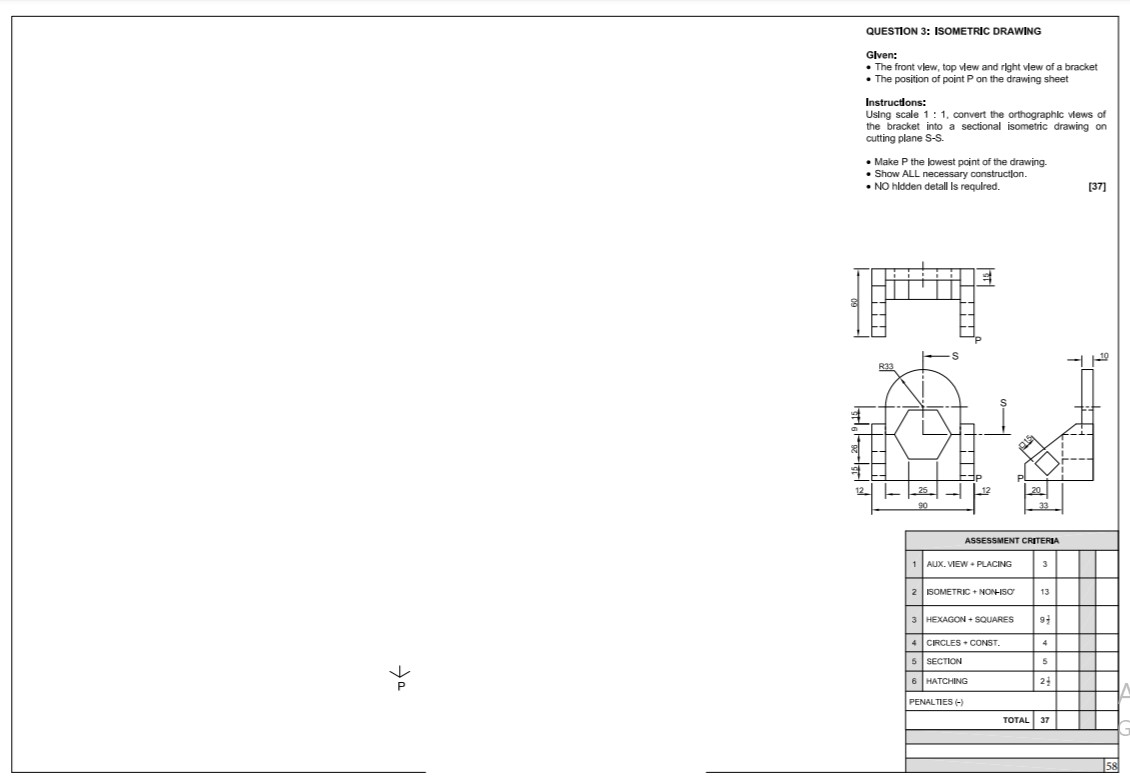 QUESTION 3: ISOMETRIC DRAWING
Given:
• The front view, top view and right view of a bracket
• The position of point P on the drawing sheet
Instructions:
Using scale 1 : 1, convert the orthographic views of
the bracket into a sectional isometric drawing on
cutting plane S-S.
• Make P the lowest point of the drawing.
• Show ALL necessary construction.
• NO hidden detail is required. [37]
15
60
P
S
10
R33
S
15
9
26
15
□15
P
P
12
25
12
20
90
33
ASSESSMENT CRITERIA
1 AUX. VIEW + PLACING 3
2 ISOMETRIC + NON-ISO' 13
3 HEXAGON + SQUARES 9 ½
4 CIRCLES + CONST. 4
5 SECTION 5
6 HATCHING 2 ½
PENALTIES (-)
TOTAL 37
58
P
A
G